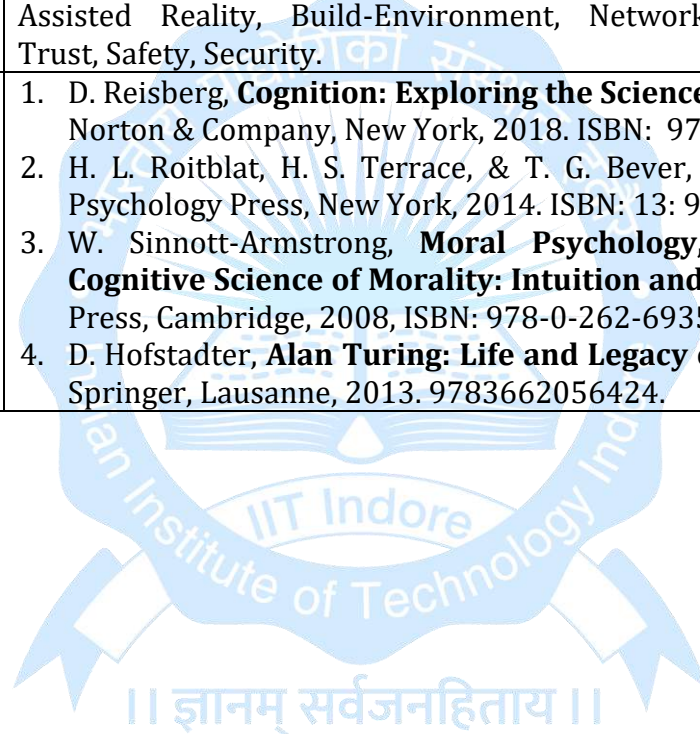 Assisted Reality, Build-Environment, Network
Trust, Safety, Security.
1. D. Reisberg, Cognition: Exploring the Science
Norton & Company, New York, 2018. ISBN: 97
2. H. L. Roitblat, H. S. Terrace, & T. G. Bever,
Psychology Press, New York, 2014. ISBN: 13: 9
3. W. Sinnott-Armstrong, Moral Psychology,
Cognitive Science of Morality: Intuition and
Press, Cambridge, 2008, ISBN: 978-0-262-6935
4. D. Hofstadter, Alan Turing: Life and Legacy
Springer, Lausanne, 2013. 9783662056424.
IIT Indore
Indian Institute of Technology Indore
।। ज्ञानम् सर्वजनहिताय ।।